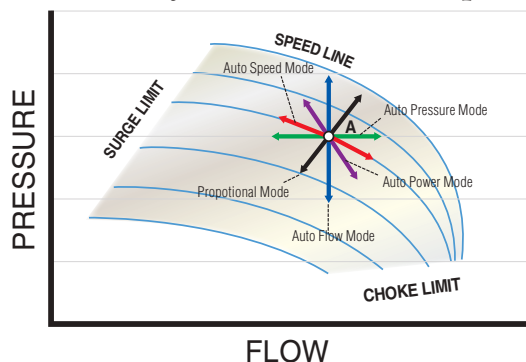 SPEED LINE
Auto Speed Mode
SURGE LIMIT
A
Auto Pressure Mode
PRESSURE
Propotional Mode
Auto Power Mode
Auto Flow Mode
CHOKE LIMIT
FLOW